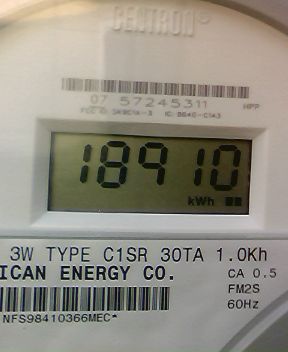 CENTRON®
07 57245311 HPP
18910
kWh
3W TYPE C1SR 30TA 1.0Kh
ICAN ENERGY CO. CA 0.5
FM2S
60Hz
NFS98410366MEC*